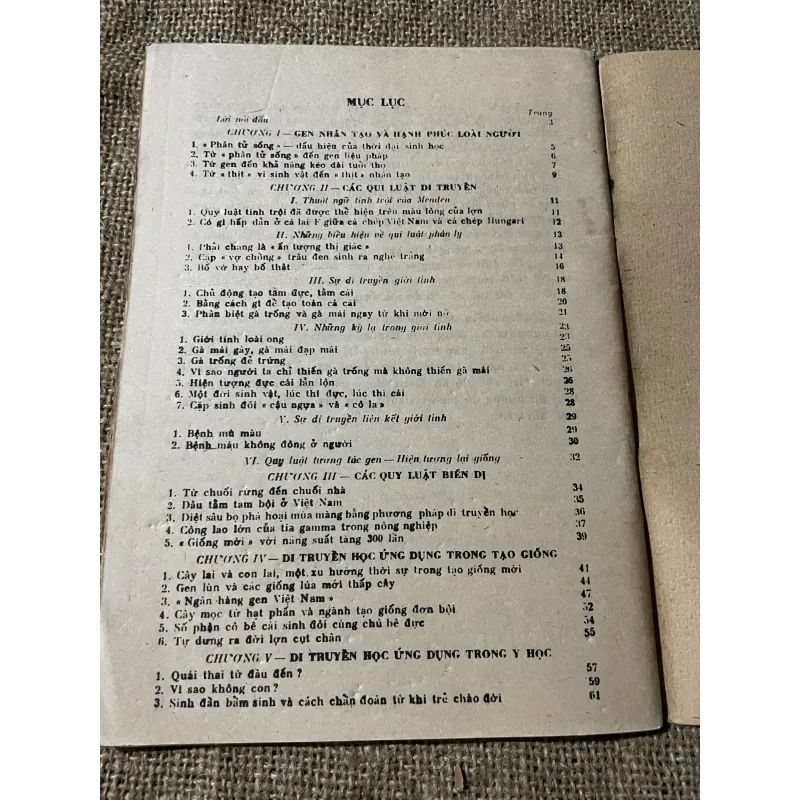 MỤC LỤC
Trang
Lời nói đầu 3
CHƯƠNG I — GEN NHÂN TẠO VÀ HẠNH PHÚC LOÀI NGƯỜI
1. « Phân tử sống » — dấu hiệu của thời đại sinh học 5
2. Từ « phân tử sống » đến gen liệu pháp 6
3. Từ gen đến khả năng kéo dài tuổi thọ 7
4. Từ « thịt » vi sinh vật đến « thịt » nhân tạo 9
CHƯƠNG II — CÁC QUI LUẬT DI TRUYỀN
I. Thuật ngữ tính trội của Menden 11
1. Quy luật tính trội đã được thể hiện trên màu lông của lợn 11
2. Có gì hấp dẫn ở cá lai F giữa cá chép Việt Nam và cá chép Hungari 12
II. Những biểu hiện về qui luật phân ly 13
1. Phải chăng là « ấn tượng thị giác » 13
2. Cặp « vợ chồng » trâu đen sinh ra nghé trắng 14
3. Bố vờ hay bố thật 16
III. Sự di truyền giới tính 18
1. Chủ động tạo tằm đực, tằm cái 18
2. Bằng cách gì để tạo toàn cá cái 20
3. Phân biệt gà trống và gà mái ngay từ khi mới nở 21
IV. Những kỳ lạ trong giới tính 23
1. Giới tính loài ong 23
2. Gà mái gáy, gà mái đạp mái 25
3. Gà trống đẻ trứng 25
4. Vì sao người ta chỉ thiến gà trống mà không thiến gà mái 26
5. Hiện tượng đực cái lẫn lộn 26
6. Một đời sinh vật, lúc thì đực, lúc thì cái 28
7. Cặp sinh đôi « cậu ngựa » và « cô la » 28
V. Sự di truyền liên kết giới tính 29
1. Bệnh mù màu 29
2. Bệnh máu không đông ở người 30
VI. Quy luật tương tác gen — Hiện tượng lại giống 32
CHƯƠNG III — CÁC QUY LUẬT BIẾN DỊ
1. Từ chuối rừng đến chuối nhà 34
2. Dâu tằm tam bội ở Việt Nam 35
3. Diệt sâu bọ phá hoại mùa màng bằng phương pháp di truyền học 36
4. Công lao lớn của tia gamma trong nông nghiệp 37
5. « Giống mới » với năng suất tăng 300 lần 39
CHƯƠNG IV — DI TRUYỀN HỌC ỨNG DỤNG TRONG TẠO GIỐNG
1. Cây lai và con lai, một xu hướng thời sự trong tạo giống mới 41
2. Gen lùn và các giống lúa mới thấp cây 44
3. « Ngân hàng gen Việt Nam » 47
4. Cây mọc từ hạt phấn và ngành tạo giống đơn bội 52
5. Số phận cô bê cái sinh đôi cùng chú bê đực 54
6. Tự dưng ra đời lợn cụt chân 55
CHƯƠNG V — DI TRUYỀN HỌC ỨNG DỤNG TRONG Y HỌC
1. Quái thai từ đâu đến ? 57
2. Vì sao không con ? 59
3. Sinh đần bẩm sinh và cách chẩn đoán từ khi trẻ chào đời 61